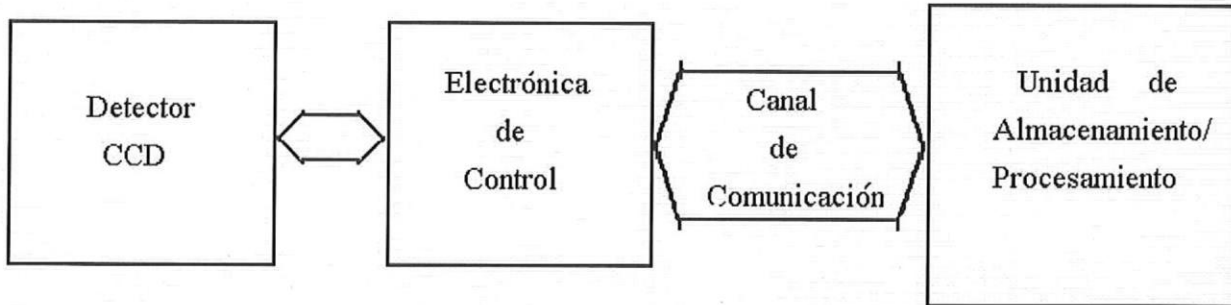 Detector
CCD
Electrónica
de
Control
Canal
de
Comunicación
Unidad de
Almacenamiento/
Procesamiento